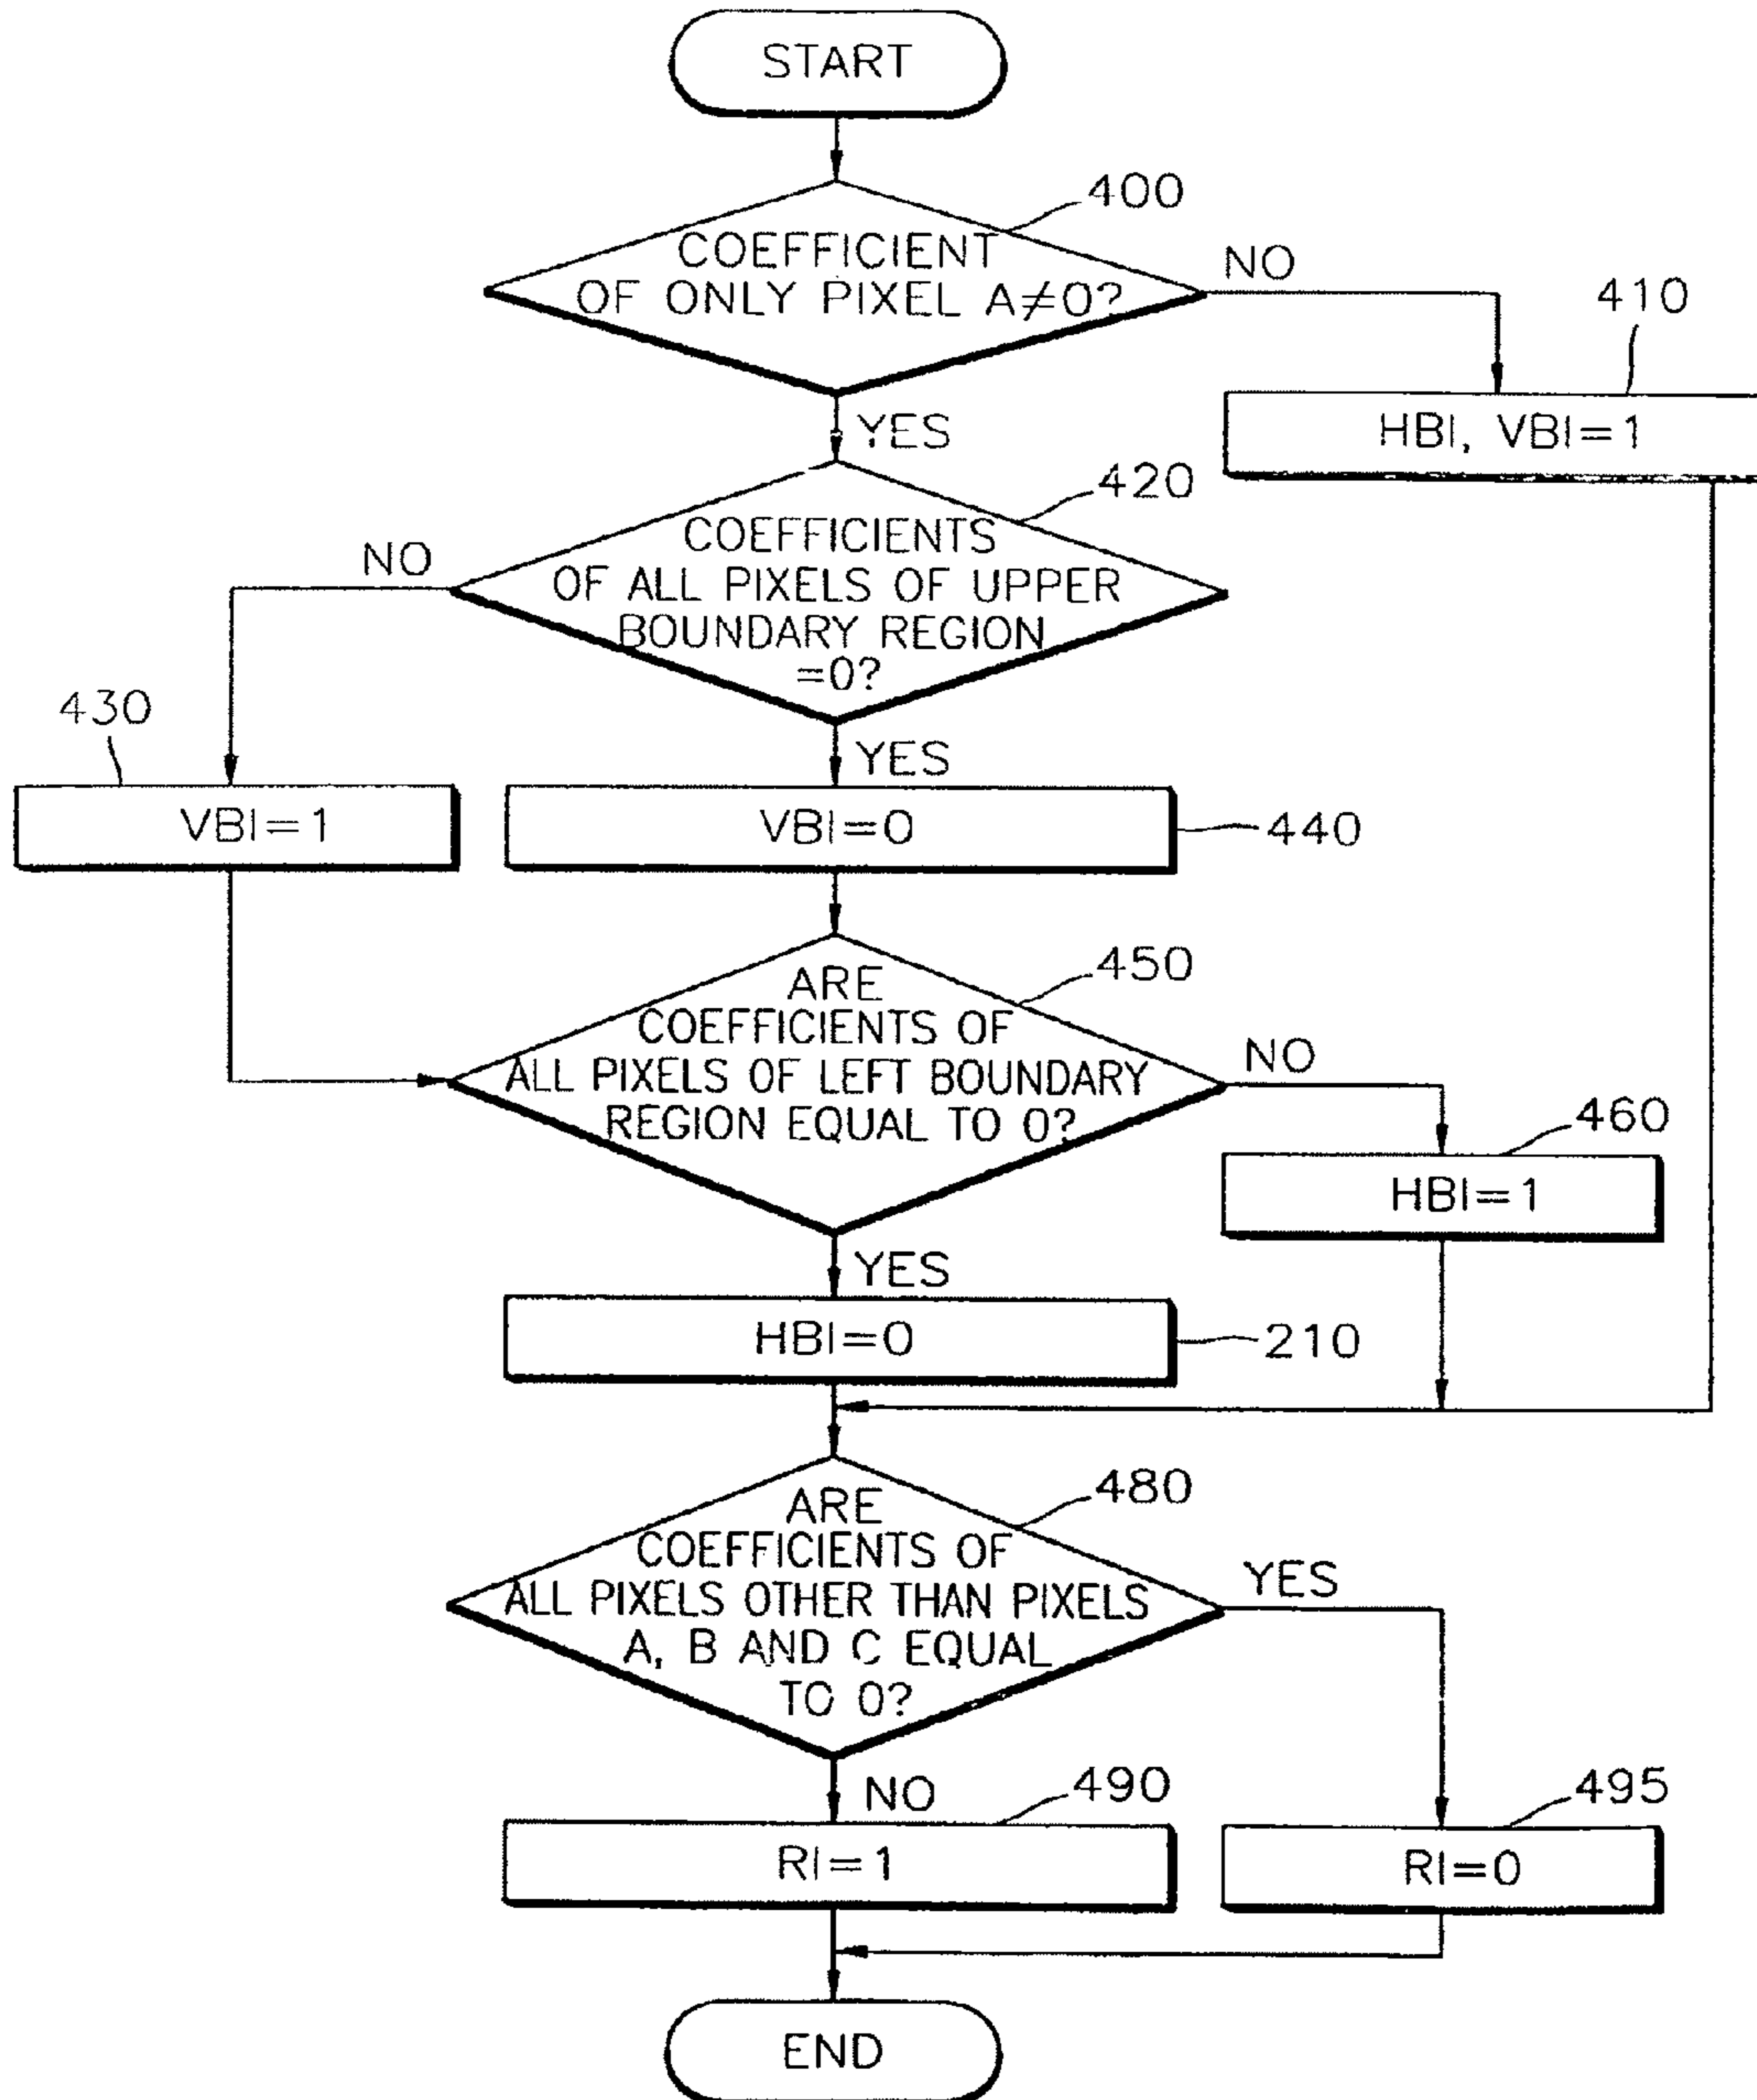 START
400
COEFFICIENT
OF ONLY PIXEL A≠0?
NO
410
HBI, VBI=1
YES
420
COEFFICIENTS
OF ALL PIXELS OF UPPER
BOUNDARY REGION
=0?
NO
430
VBI=1
YES
VBI=0
440
450
ARE
COEFFICIENTS OF
ALL PIXELS OF LEFT BOUNDARY
REGION EQUAL TO 0?
NO
460
HBI=1
YES
HBI=0
210
480
ARE
COEFFICIENTS OF
ALL PIXELS OTHER THAN PIXELS
A, B AND C EQUAL
TO 0?
YES
NO
490
RI=1
495
RI=0
END